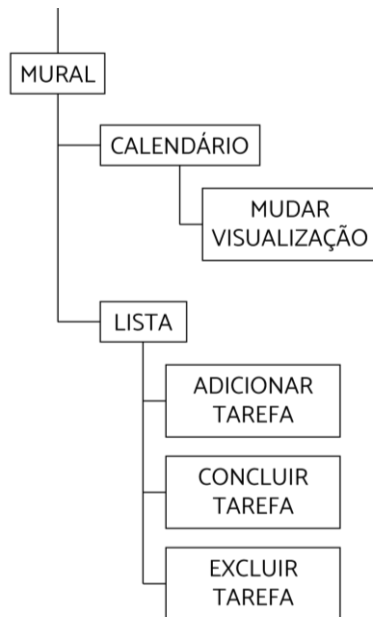 MURAL
CALENDÁRIO
MUDAR
VISUALIZAÇÃO
LISTA
ADICIONAR
TAREFA
CONCLUIR
TAREFA
EXCLUIR
TAREFA